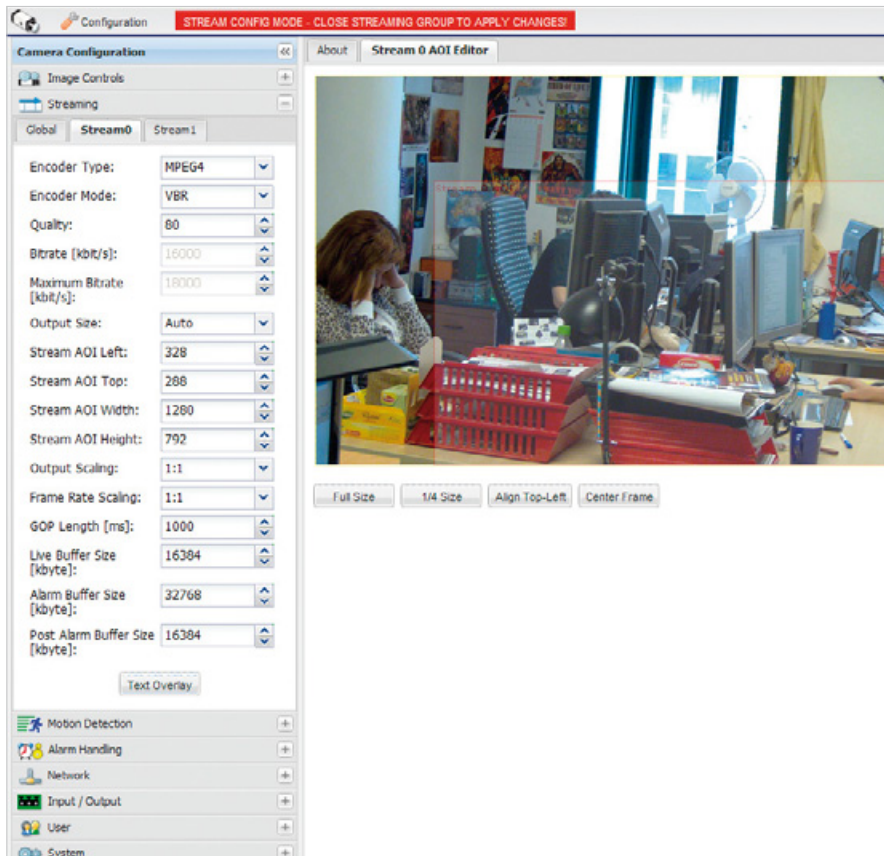 Configuration
STREAM CONFIG MODE - CLOSE STREAMING GROUP TO APPLY CHANGES!
Camera Configuration
About
Stream 0 AOI Editor
Image Controls
Streaming
Global
Stream0
Stream1
Encoder Type: MPEG4
Encoder Mode: VBR
Quality: 80
Bitrate [kbit/s]: 16000
Maximum Bitrate
[kbit/s]: 18000
Output Size: Auto
Stream AOI Left: 328
Stream AOI Top: 288
Stream AOI Width: 1280
Stream AOI Height: 792
Output Scaling: 1:1
Frame Rate Scaling: 1:1
GOP Length [ms]: 1000
Live Buffer Size
[kbyte]: 16384
Alarm Buffer Size
[kbyte]: 32768
Post Alarm Buffer Size
[kbyte]: 16384
Text Overlay
Full Size
1/4 Size
Align Top-Left
Center Frame
Motion Detection
Alarm Handling
Network
Input / Output
User
System